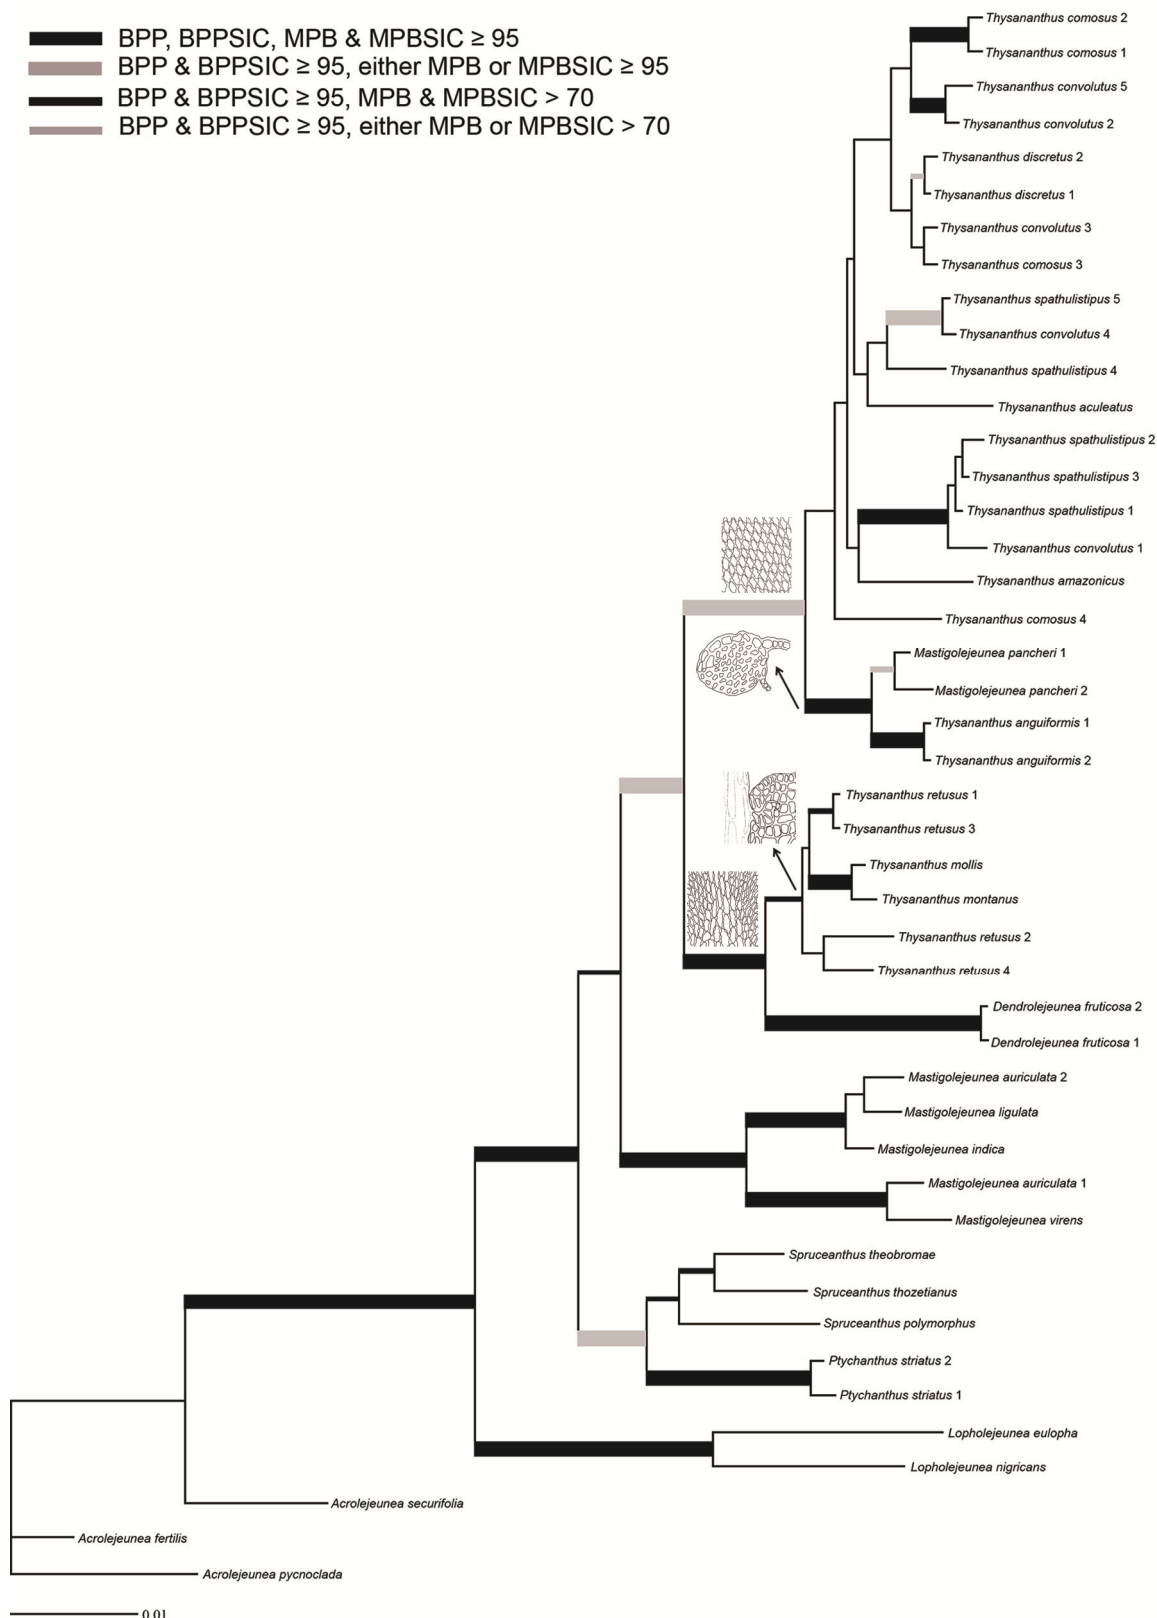 BPP, BPPSIC, MPB & MPBSIC ≥ 95
BPP & BPPSIC ≥ 95, either MPB or MPBSIC ≥ 95
BPP & BPPSIC ≥ 95, MPB & MPBSIC > 70
BPP & BPPSIC ≥ 95, either MPB or MPBSIC > 70
Thysananthus comosus 2
Thysananthus comosus 1
Thysananthus convolutus 5
Thysananthus convolutus 2
Thysananthus discretus 2
Thysananthus discretus 1
Thysananthus convolutus 3
Thysananthus comosus 3
Thysananthus spathulistipus 5
Thysananthus convolutus 4
Thysananthus spathulistipus 4
Thysananthus aculeatus
Thysananthus spathulistipus 2
Thysananthus spathulistipus 3
Thysananthus spathulistipus 1
Thysananthus convolutus 1
Thysananthus amazonicus
Thysananthus comosus 4
Mastigolejeunea pancheri 1
Mastigolejeunea pancheri 2
Thysananthus anguiformis 1
Thysananthus anguiformis 2
Thysananthus retusus 1
Thysananthus retusus 3
Thysananthus mollis
Thysananthus montanus
Thysananthus retusus 2
Thysananthus retusus 4
Dendrolejeunea fruticosa 2
Dendrolejeunea fruticosa 1
Mastigolejeunea auriculata 2
Mastigolejeunea ligulata
Mastigolejeunea indica
Mastigolejeunea auriculata 1
Mastigolejeunea virens
Spruceanthus theobromae
Spruceanthus thozetianus
Spruceanthus polymorphus
Ptychanthus striatus 2
Ptychanthus striatus 1
Lopholejeunea eulopha
Lopholejeunea nigricans
Acrolejeunea securifolia
Acrolejeunea fertilis
Acrolejeunea pycnoclada
0.01